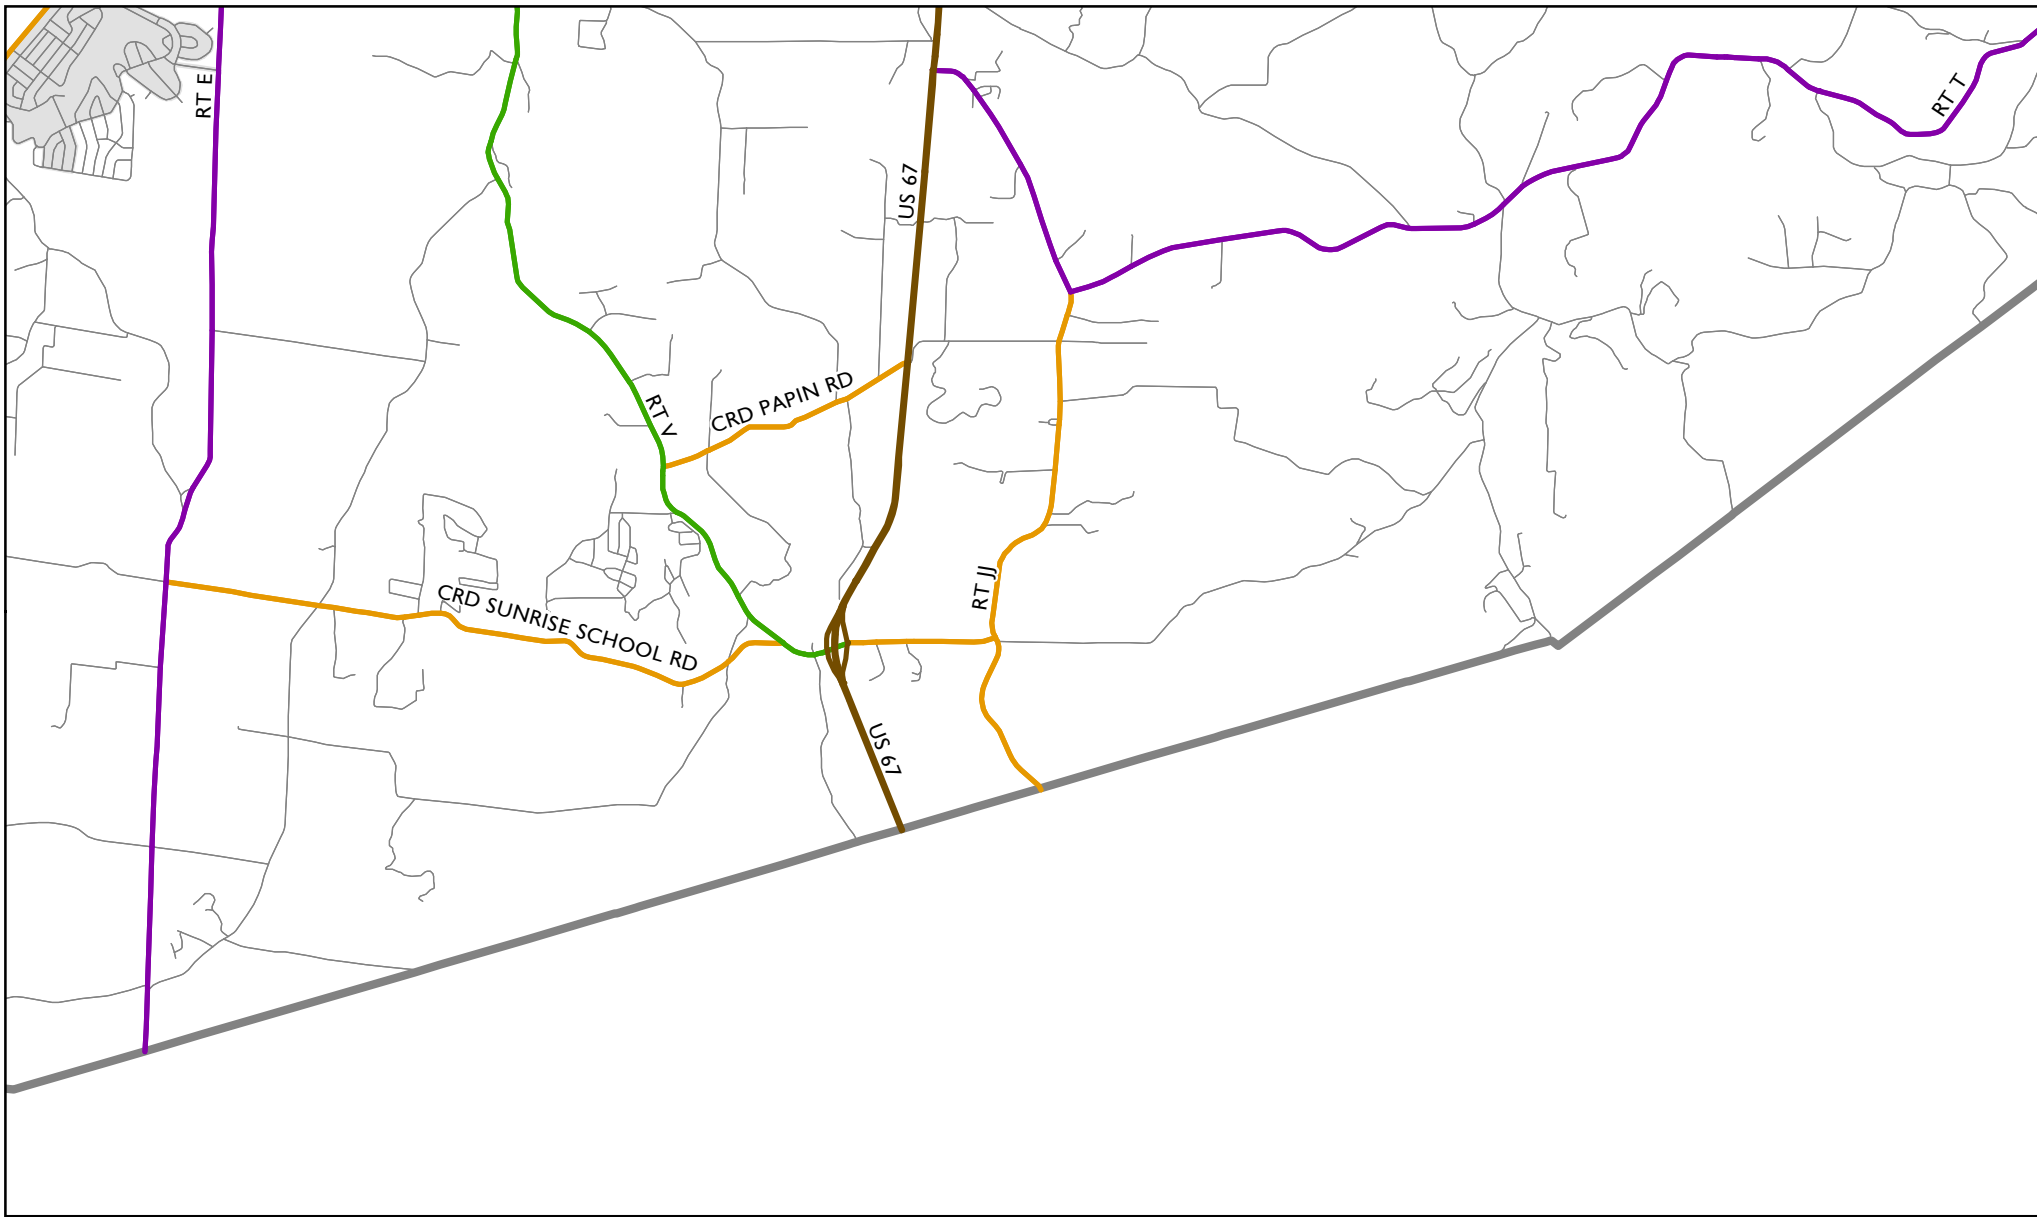 RT E
RT T
US 67
CRD PAPIN RD
RT V
RT JJ
CRD SUNRISE SCHOOL RD
US 67